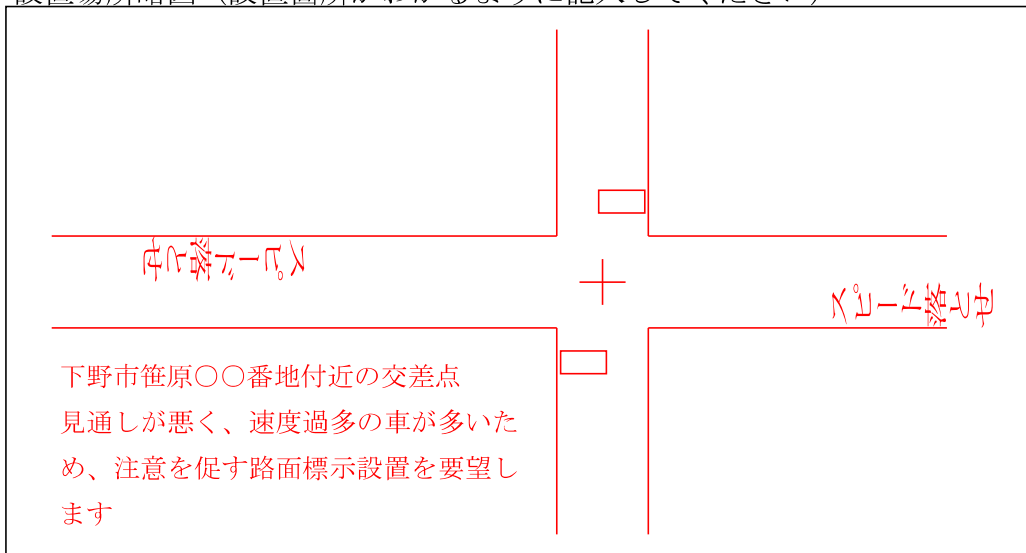 設置場所略図（設置箇所がわかるように記入してください）
スピード落とせ
スピード落とせ
下野市笹原〇〇番地付近の交差点
見通しが悪く、速度過多の車が多いた
め、注意を促す路面標示設置を要望し
ます